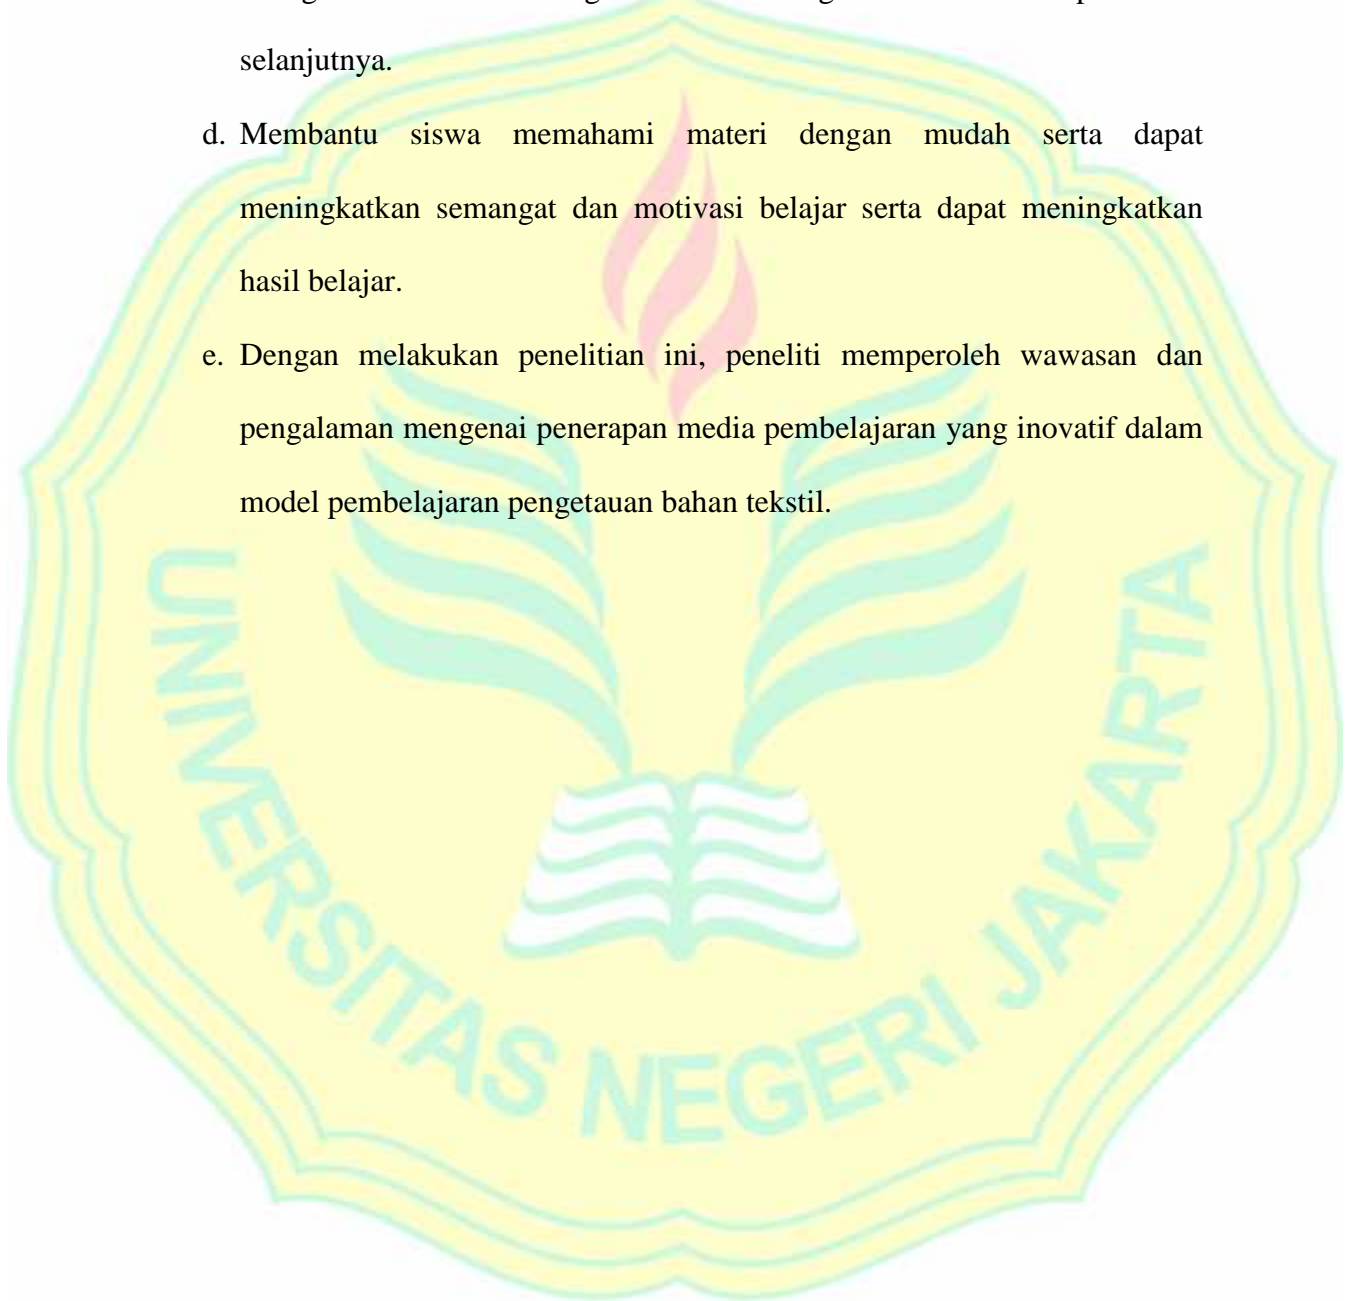 selanjutnya.
d. Membantu siswa memahami materi dengan mudah serta dapat
meningkatkan semangat dan motivasi belajar serta dapat meningkatkan
hasil belajar.
e. Dengan melakukan penelitian ini, peneliti memperoleh wawasan dan
pengalaman mengenai penerapan media pembelajaran yang inovatif dalam
model pembelajaran pengetauan bahan tekstil.
UNIVERSITAS NEGERI JAKARTA